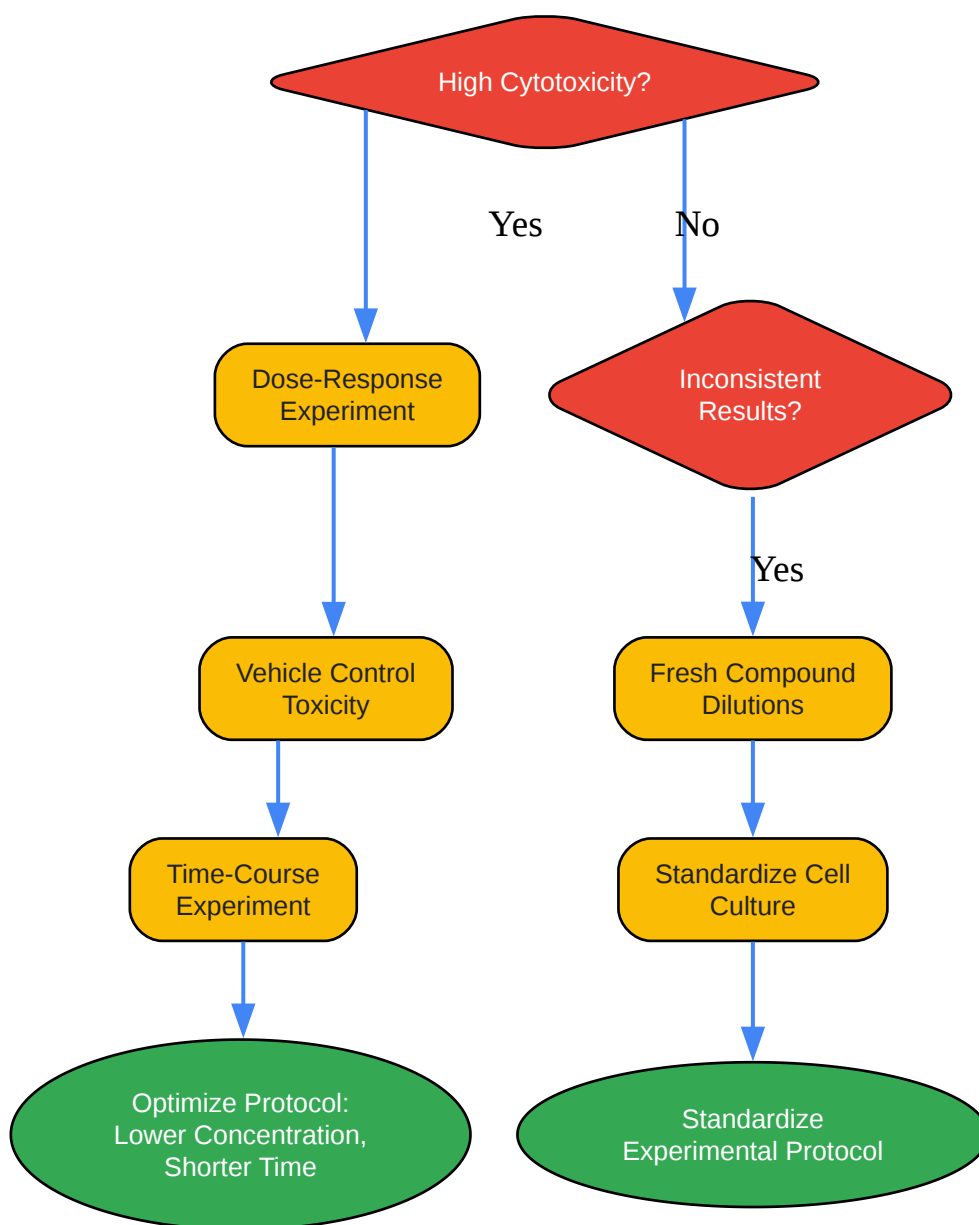 High Cytotoxicity?
Yes
No
Dose-Response
Experiment
Inconsistent
Results?
Yes
Vehicle Control
Toxicity
Fresh Compound
Dilutions
Time-Course
Experiment
Standardize Cell
Culture
Optimize Protocol:
Lower Concentration,
Shorter Time
Standardize
Experimental Protocol